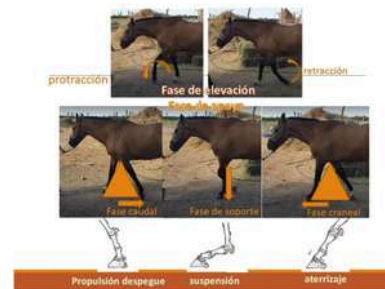 protracción
retracción
Fase de elevación
Fase de apoyo
Fase caudal
Fase de soporte
Fase craneal
Propulsión despegue
suspensión
aterrizaje